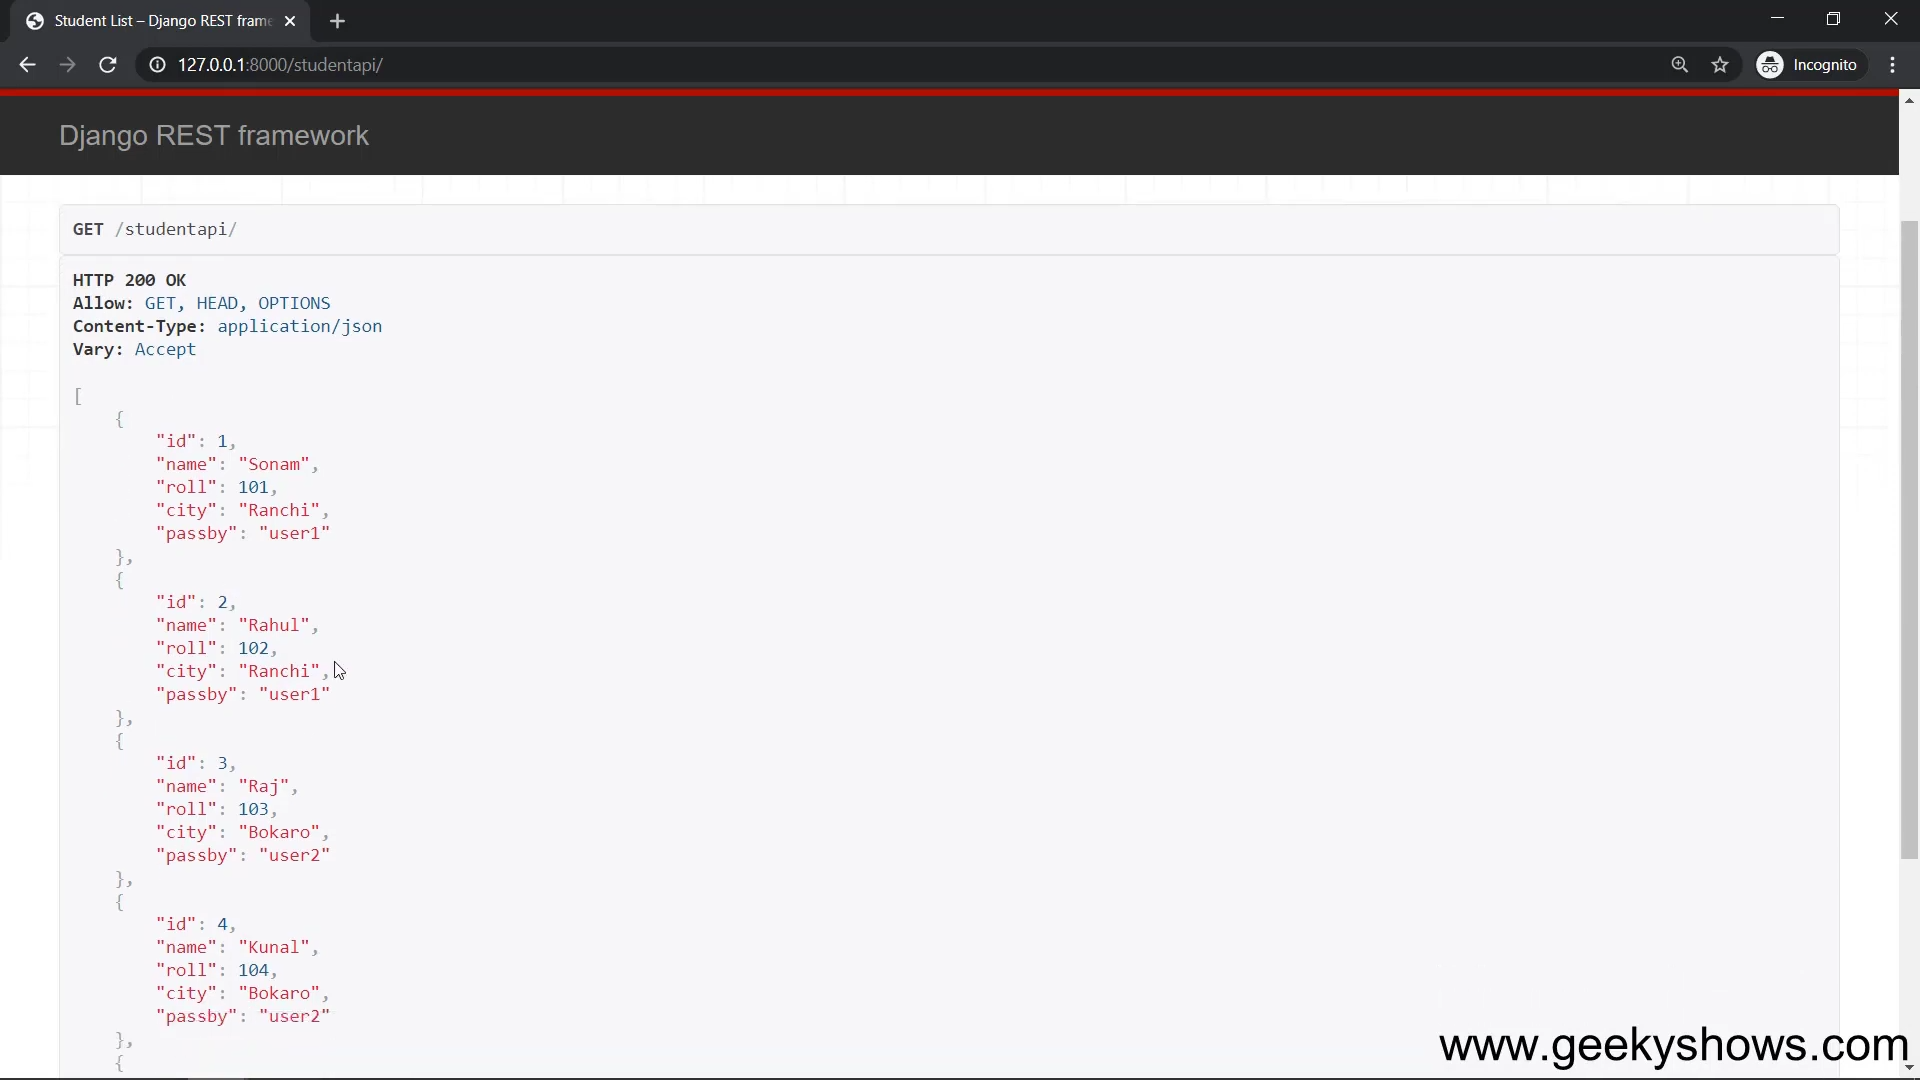 Student List – Django REST frame
127.0.0.1:8000/studentapi/
Incognito
Django REST framework
GET /studentapi/
HTTP 200 OK
Allow: GET, HEAD, OPTIONS
Content-Type: application/json
Vary: Accept
[
{
"id": 1,
"name": "Sonam",
"roll": 101,
"city": "Ranchi",
"passby": "user1"
},
{
"id": 2,
"name": "Rahul",
"roll": 102,
"city": "Ranchi",
"passby": "user1"
},
{
"id": 3,
"name": "Raj",
"roll": 103,
"city": "Bokaro",
"passby": "user2"
},
{
"id": 4,
"name": "Kunal",
"roll": 104,
"city": "Bokaro",
"passby": "user2"
},
{
www.geekyshows.com